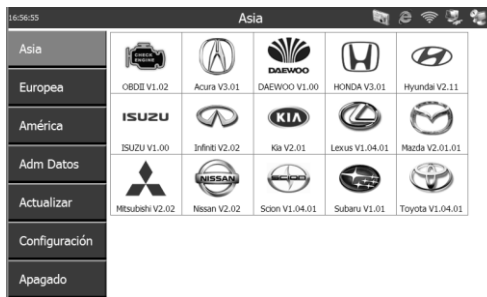 16:56:55
Asia
Asia
Europea
América
Adm Datos
Actualizar
Configuración
Apagado
CHECK
ENGINE
DAEWOO
OBDII V1.02 Acura V3.01 DAEWOO V1.00 HONDA V3.01 Hyundai V2.11
ISUZU KIA
ISUZU V1.00 Infiniti V2.02 Kia V2.01 Lexus V1.04.01 Mazda V2.01.01
NISSAN SCION
Mitsubishi V2.02 Nissan V2.02 Scion V1.04.01 Subaru V1.01 Toyota V1.04.01